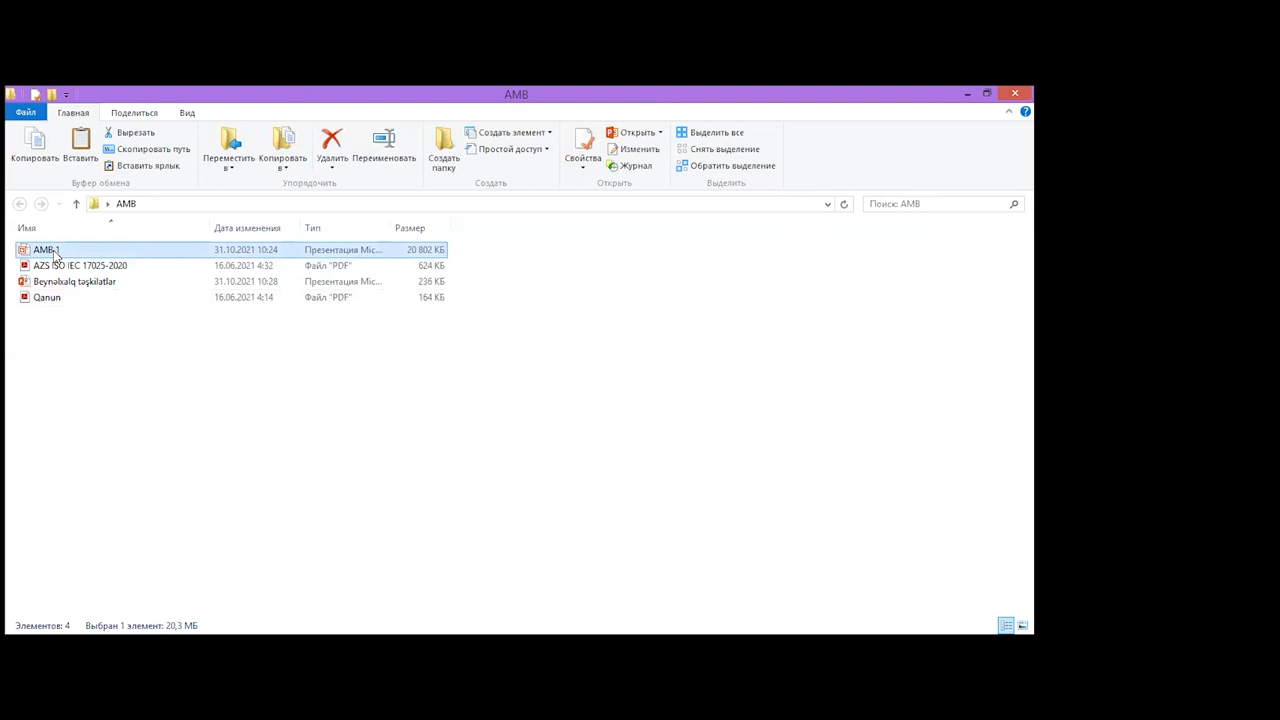 AMB
Файл Главная Поделиться Вид
Копировать Вставить Вырезать Скопировать путь Вставить ярлык
Переместить в Копировать в Удалить Переименовать
Создать папку Создать элемент Простой доступ
Свойства Открыть Изменить Журнал
Выделить все Снять выделение Обратить выделение
Буфер обмена Упорядочить Создать Открыть Выделить
AMB Поиск: AMB
Имя Дата изменения Тип Размер
AMB-1 31.10.2021 10:24 Презентация Mic... 20 802 КБ
AZS ISO IEC 17025-2020 16.06.2021 4:32 Файл "PDF" 624 КБ
Beynəlxalq təşkilatlar 31.10.2021 10:28 Презентация Mic... 236 КБ
Qanun 16.06.2021 4:14 Файл "PDF" 164 КБ
Элементов: 4 Выбран 1 элемент: 20,3 МБ